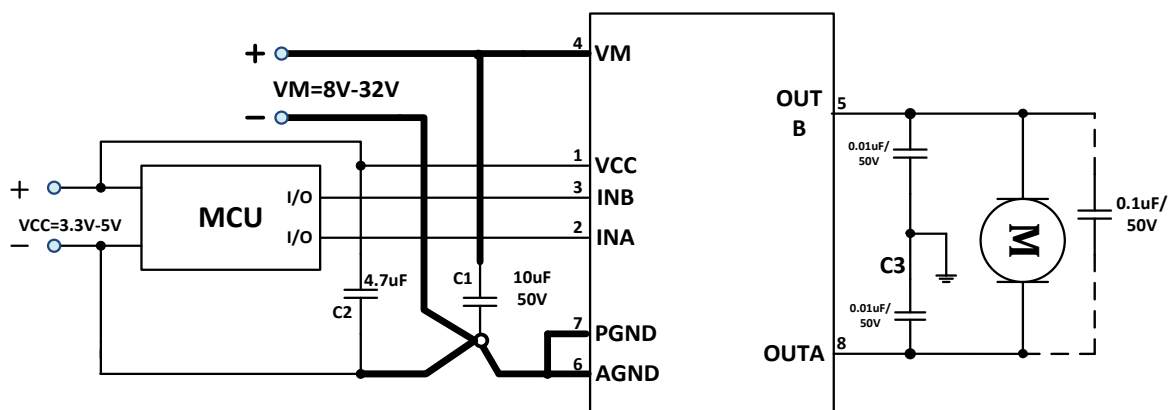 +
4
VM
VM=8V-32V
−
OUT
5
B
0.01uF/
50V
1
VCC
+
I/O
3
INB
MCU
0.1uF/
50V
VCC=3.3V-5V
I/O
2
INA
M
−
C3
4.7uF
C1
10uF
50V
C2
0.01uF/
50V
7
PGND
8
OUTA
6
AGND